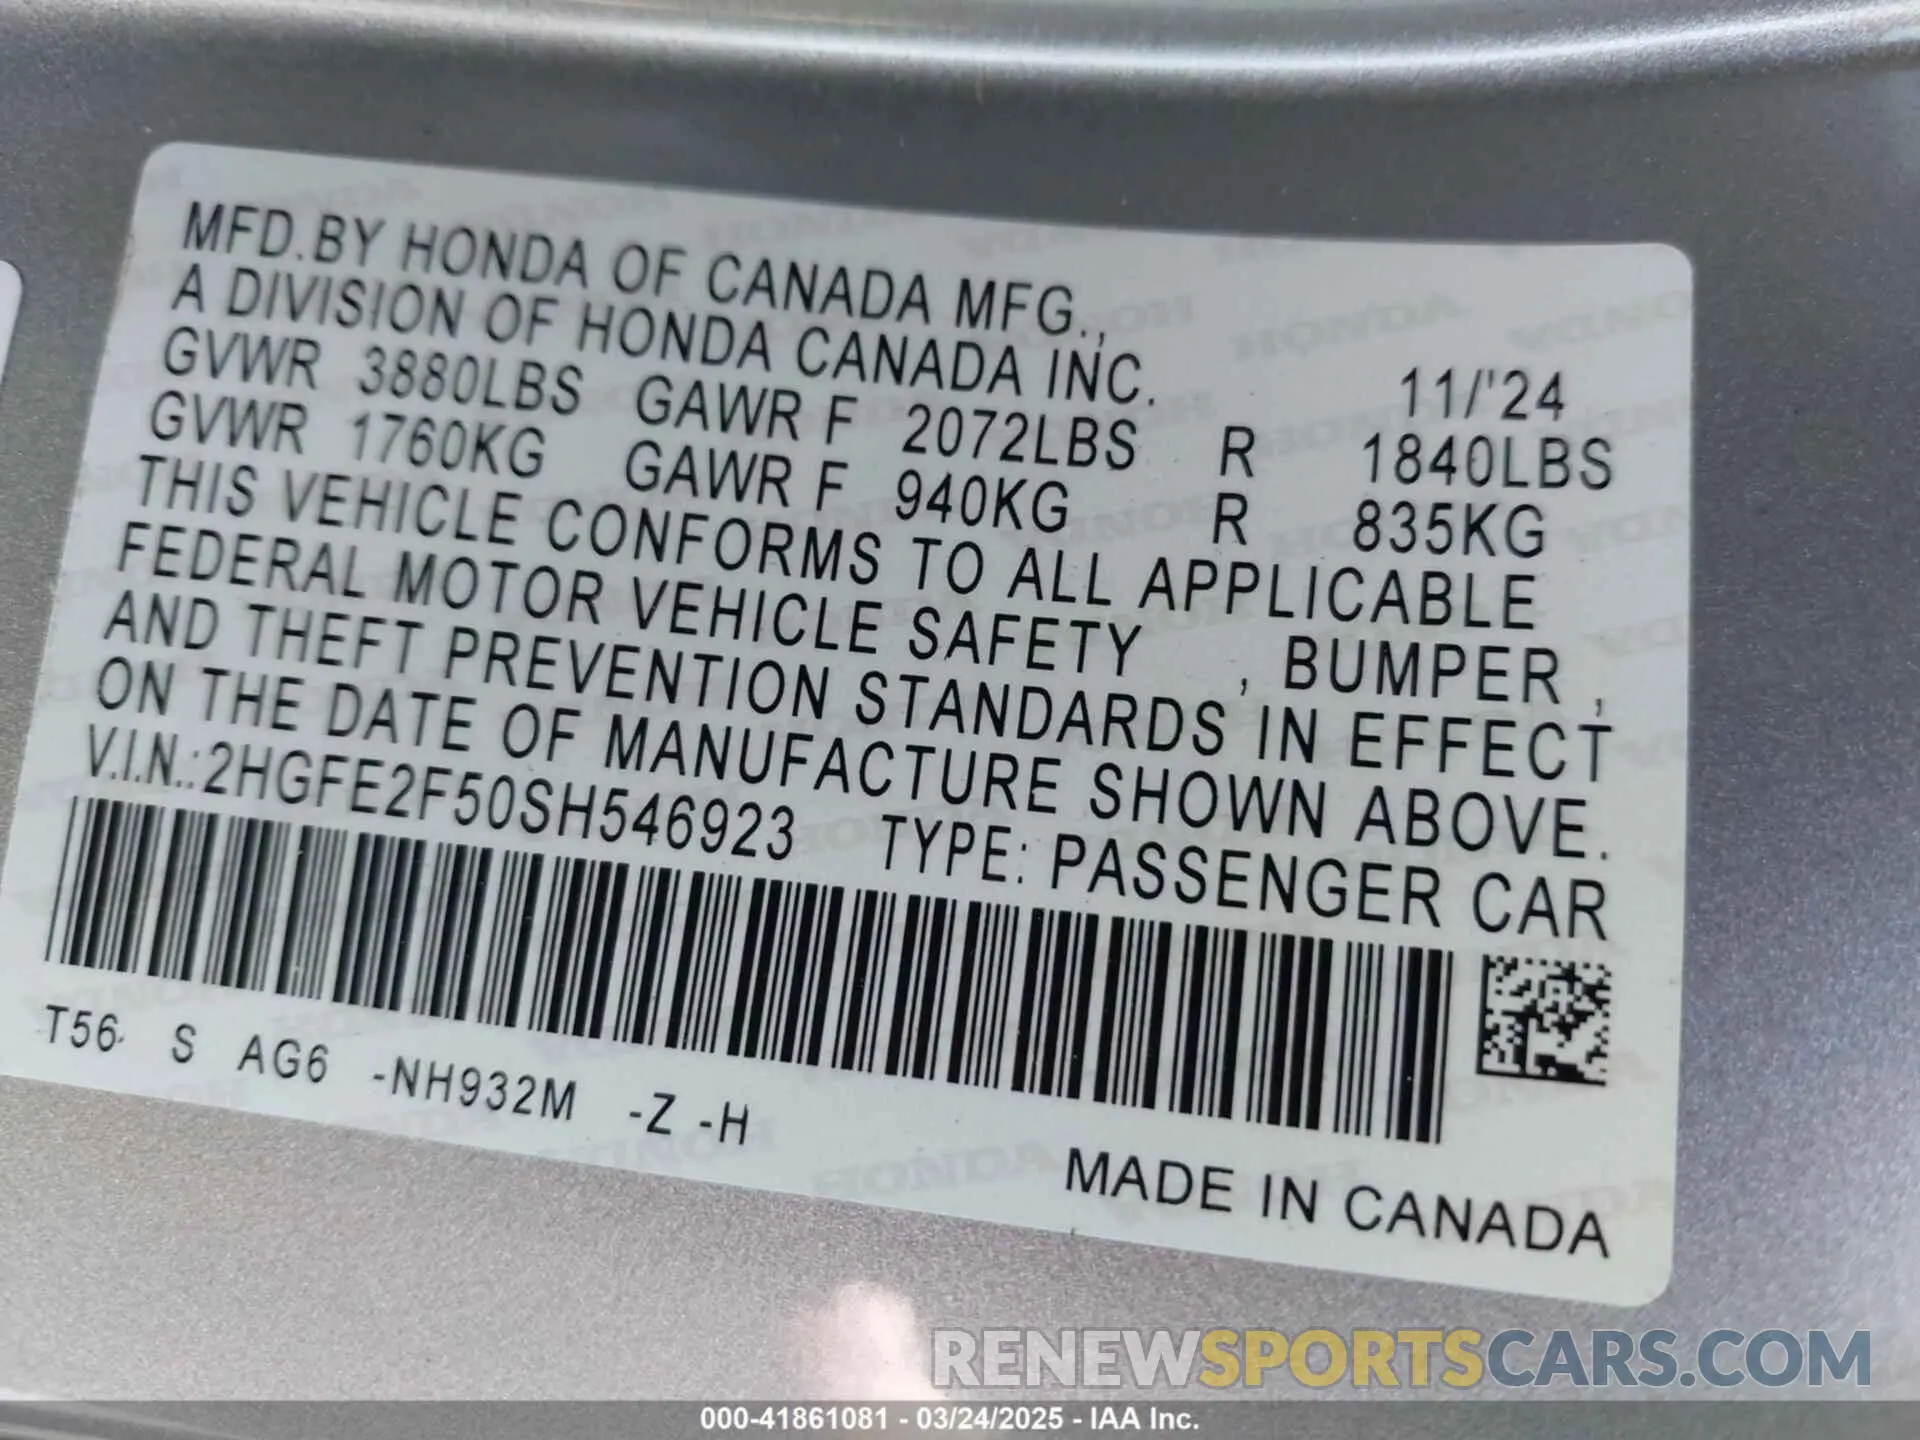 MFD.BY HONDA OF CANADA MFG.,
A DIVISION OF HONDA CANADA INC. 11/'24
GVWR 3880LBS GAWR F 2072LBS R 1840LBS
GVWR 1760KG GAWR F 940KG R 835KG
THIS VEHICLE CONFORMS TO ALL APPLICABLE
FEDERAL MOTOR VEHICLE SAFETY , BUMPER ,
AND THEFT PREVENTION STANDARDS IN EFFECT
ON THE DATE OF MANUFACTURE SHOWN ABOVE.
V.I.N.:2HGFE2F50SH546923 TYPE: PASSENGER CAR
T56 S AG6 -NH932M -Z -H
MADE IN CANADA
RENEWSPORTSCARS.COM
000-41861081 - 03/24/2025 - IAA Inc.